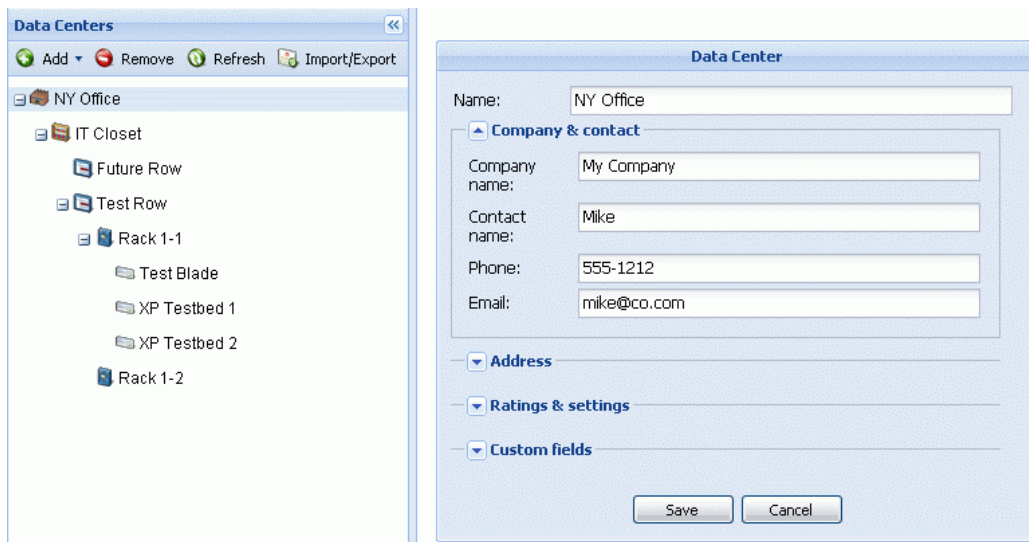 Data Centers
Add Remove Refresh Import/Export
NY Office
IT Closet
Future Row
Test Row
Rack 1-1
Test Blade
XP Testbed 1
XP Testbed 2
Rack 1-2
Data Center
Name: NY Office
Company & contact
Company name: My Company
Contact name: Mike
Phone: 555-1212
Email: mike@co.com
Address
Ratings & settings
Custom fields
Save Cancel